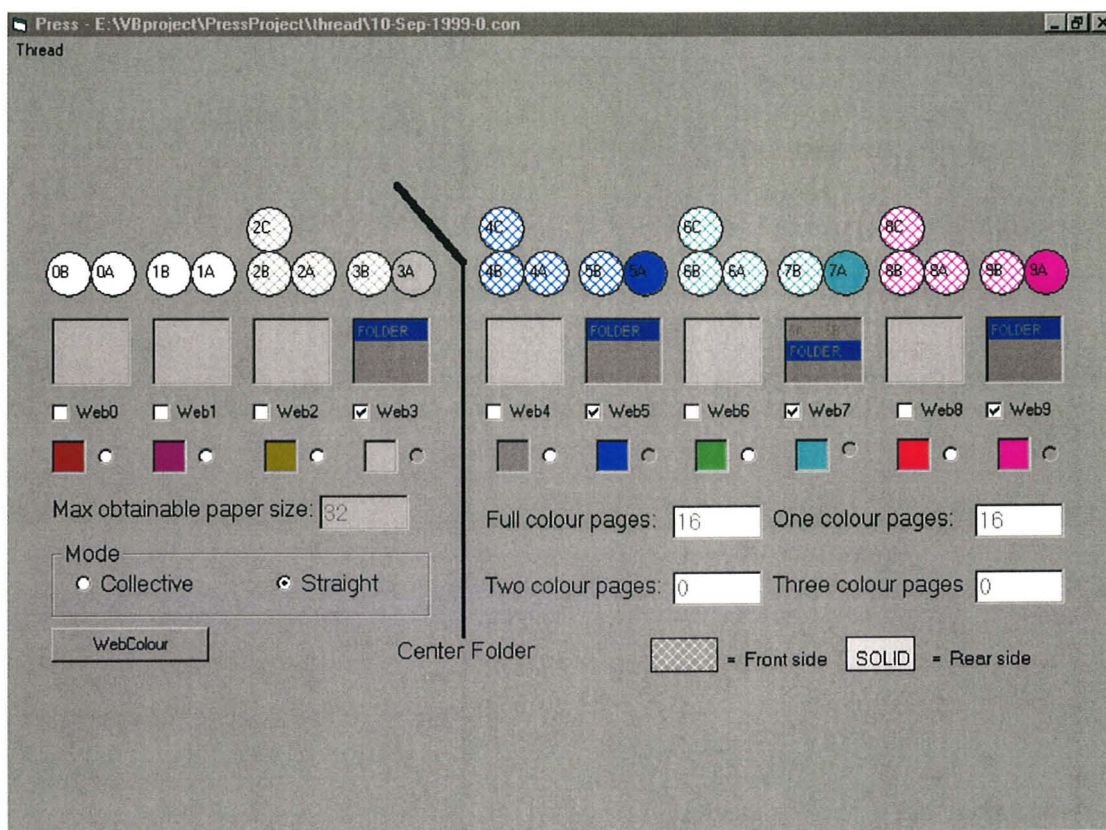 Press - E:\VBproject\PressProject\thread\10-Sep-1999-0.con
Thread
2C 4C 6C 8C
0B 0A 1B 1A 2B 2A 3B 3A 4B 4A 5B 5A 6B 6A 7B 7A 8B 8A 9B 9A
FOLDER FOLDER FOLDER
FOLDER
Web0 Web1 Web2 Web3 Web4 Web5 Web6 Web7 Web8 Web9
Max obtainable paper size: 32
Full colour pages: 16 One colour pages: 16
Mode
Collective Straight
Two colour pages: 0 Three colour pages 0
WebColour
Center Folder
= Front side SOLID = Rear side